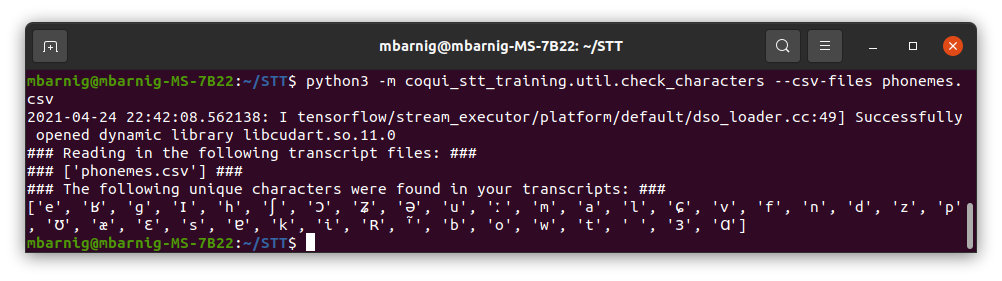 mbarnig@mbarnig-MS-7B22: ~/STT
mbarnig@mbarnig-MS-7B22:~/STT$ python3 -m coqui_stt_training.util.check_characters --csv-files phonemes.
csv
2021-04-24 22:42:08.562138: I tensorflow/stream_executor/platform/default/dso_loader.cc:49] Successfully
 opened dynamic library libcudart.so.11.0
### Reading in the following transcript files: ###
### ['phonemes.csv'] ###
### The following unique characters were found in your transcripts: ###
['e', 'ʁ', 'ɡ', 'ɪ', 'h', 'ʃ', 'ɔ', 'ʑ', 'ə', 'u', 'ː', 'm', 'a', 'l', 'ɕ', 'v', 'f', 'n', 'd', 'z', 'p'
, 'ʊ', 'æ', 'ɛ', 's', 'ɐ', 'k', 'i', 'ʀ', '̃', 'b', 'o', 'w', 't', ' ', 'ɜ', 'ɑ']
mbarnig@mbarnig-MS-7B22:~/STT$